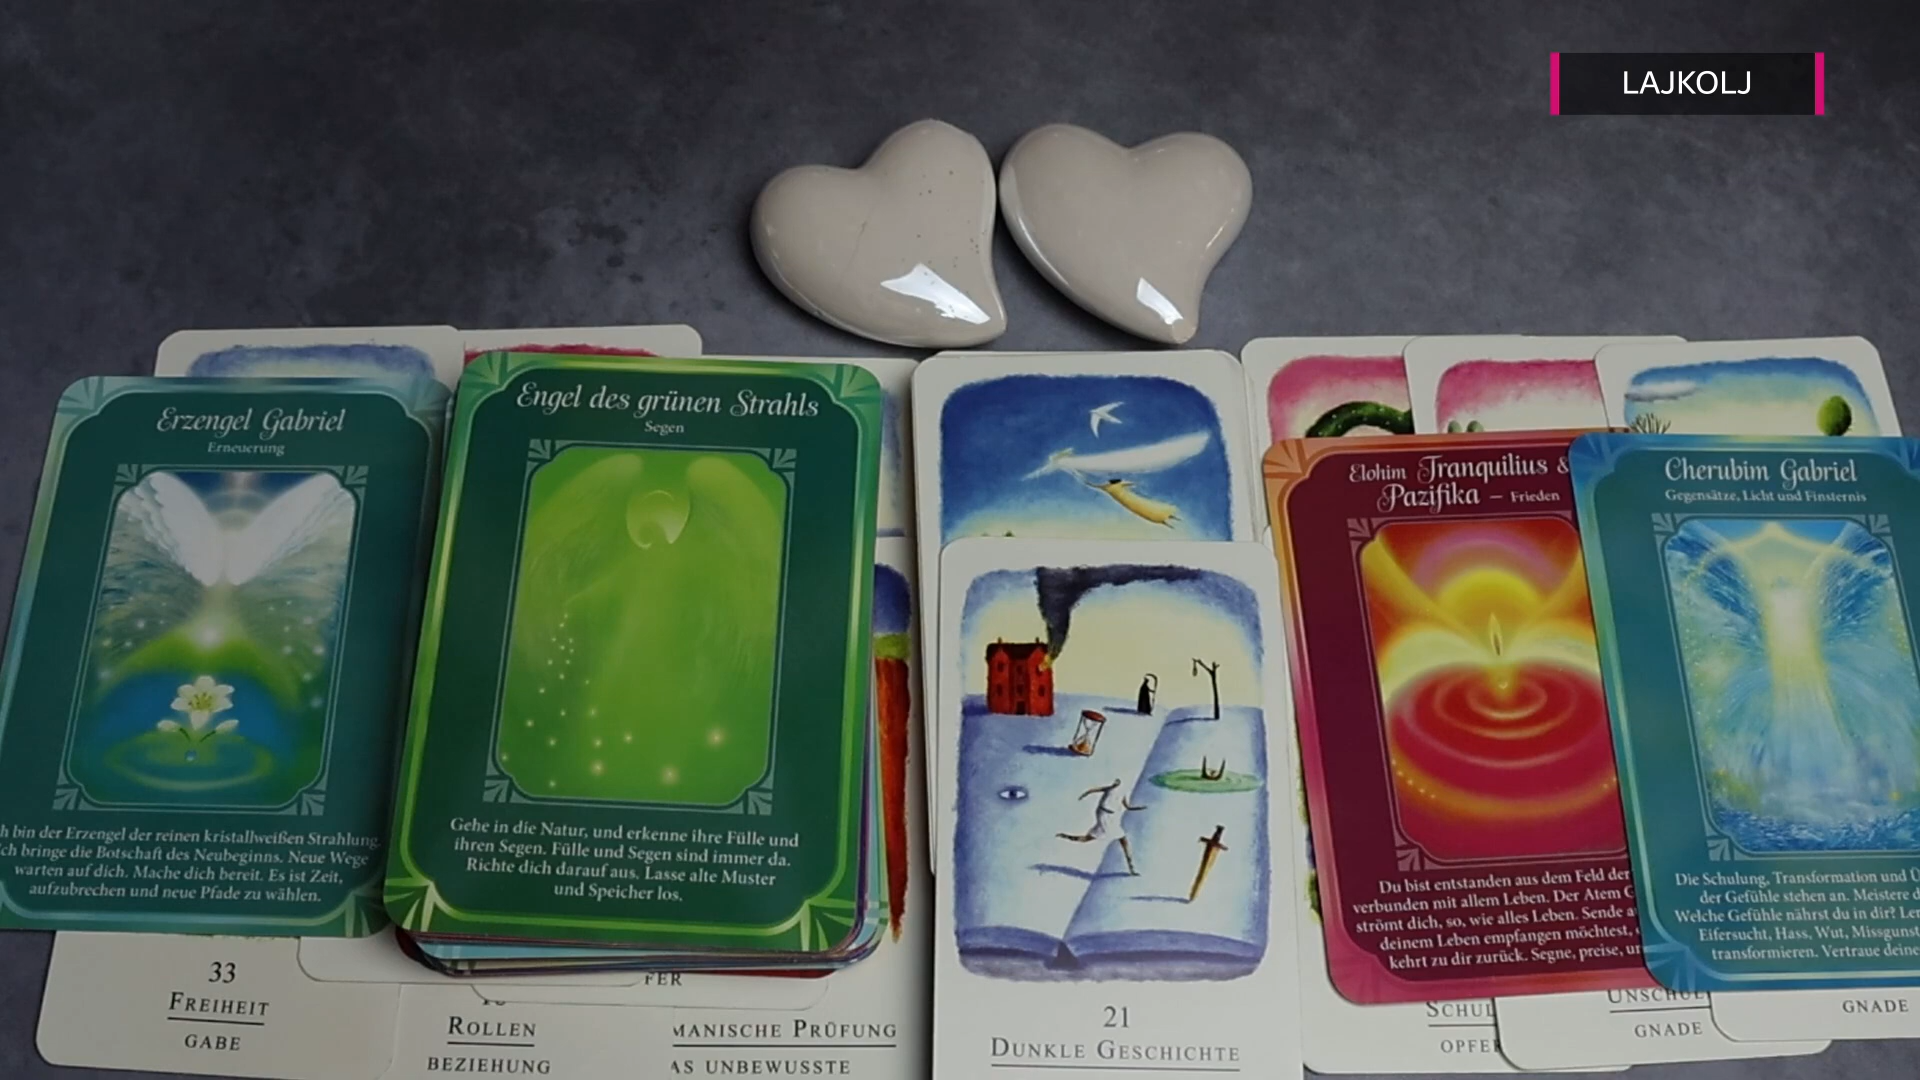 LAJKOLJ
Erzengel Gabriel
Erneuerung
bin der Erzengel der reinen kristallweißen Strahlung.
ich bringe die Botschaft des Neubeginns. Neue Wege
warten auf dich. Mache dich bereit. Es ist Zeit,
aufzubrechen und neue Pfade zu wählen.
Engel des grünen Strahls
Segen
Gehe in die Natur, und erkenne ihre Fülle und
ihren Segen. Fülle und Segen sind immer da.
Richte dich darauf aus. Lasse alte Muster
und Speicher los.
Elohim Tranquilius &
Pazifika – Frieden
Du bist entstanden aus dem Feld der
verbunden mit allem Leben. Der Atem
strömt dich, so, wie alles Leben. Sende
deinem Leben empfangen möchtest,
kehrt zu dir zurück. Segne, preise,
Cherubim Gabriel
Gegensätze, Licht und Finsternis
Die Schulung, Transformation und
der Gefühle stehen an. Meistere
Welche Gefühle nährst du in dir?
Eifersucht, Hass, Wut, Missgunst
transformieren. Vertraue
33
FREIHEIT
GABE
FER
ROLLEN
BEZIEHUNG
MANISCHE PRÜFUNG
AS UNBEWUSSTE
21
DUNKLE GESCHICHTE
SCHUL
OPFE
UNSCHUL
GNADE
GNADE